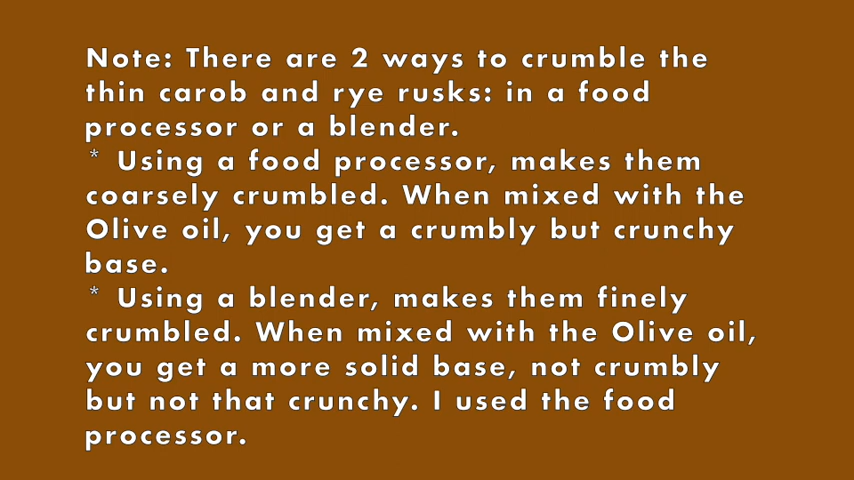 Note: There are 2 ways to crumble the
thin carob and rye rusks: in a food
processor or a blender.
* Using a food processor, makes them
coarsely crumbled. When mixed with the
Olive oil, you get a crumbly but crunchy
base.
* Using a blender, makes them finely
crumbled. When mixed with the Olive oil,
you get a more solid base, not crumbly
but not that crunchy. I used the food
processor.